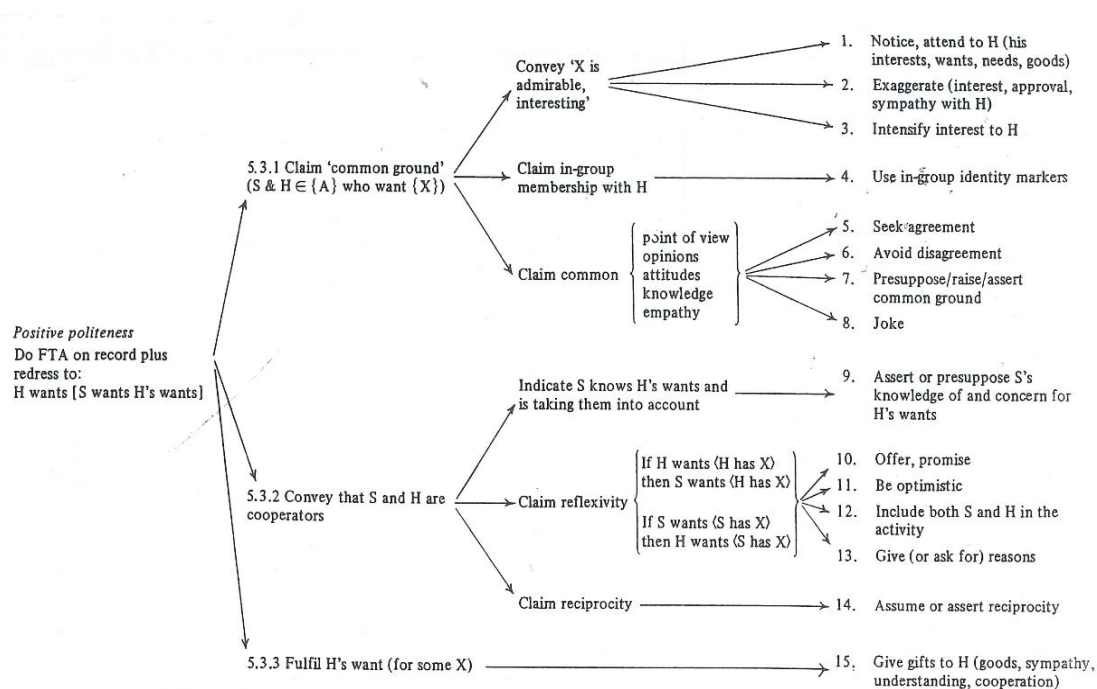 Positive politeness
Do FTA on record plus
redress to:
H wants [S wants H's wants]
5.3.1 Claim 'common ground'
(S & H ∈ {A} who want {X})
Convey 'X is
admirable,
interesting'
1. Notice, attend to H (his
interests, wants, needs, goods)
2. Exaggerate (interest, approval,
sympathy with H)
3. Intensify interest to H
Claim in-group
membership with H
4. Use in-group identity markers
Claim common
point of view
opinions
attitudes
knowledge
empathy
5. Seek agreement
6. Avoid disagreement
7. Presuppose/raise/assert
common ground
8. Joke
5.3.2 Convey that S and H are
cooperators
Indicate S knows H's wants and
is taking them into account
9. Assert or presuppose S's
knowledge of and concern for
H's wants
Claim reflexivity
If H wants ⟨H has X⟩
then S wants ⟨H has X⟩
If S wants ⟨S has X⟩
then H wants ⟨S has X⟩
10. Offer, promise
11. Be optimistic
12. Include both S and H in the
activity
13. Give (or ask for) reasons
Claim reciprocity
14. Assume or assert reciprocity
5.3.3 Fulfil H's want (for some X)
15. Give gifts to H (goods, sympathy,
understanding, cooperation)